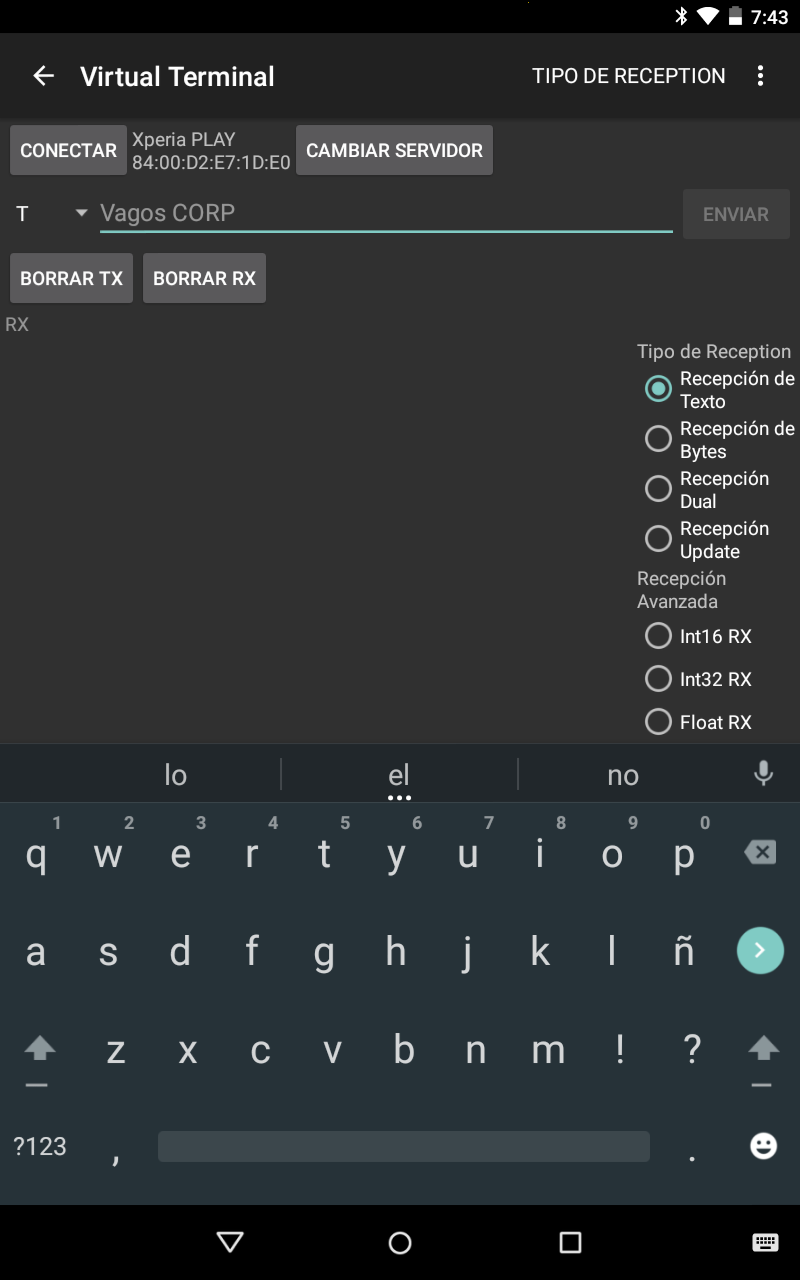 7:43
Virtual Terminal
TIPO DE RECEPTION
CONECTAR
Xperia PLAY
84:00:D2:E7:1D:E0
CAMBIAR SERVIDOR
T
Vagos CORP
ENVIAR
BORRAR TX
BORRAR RX
RX
Tipo de Reception
Recepción de
Texto
Recepción de
Bytes
Recepción
Dual
Recepción
Update
Recepción
Avanzada
Int16 RX
Int32 RX
Float RX
lo
el
no
1 2 3 4 5 6 7 8 9 0
q w e r t y u i o p
a s d f g h j k l ñ
z x c v b n m ! ?
?123 , .